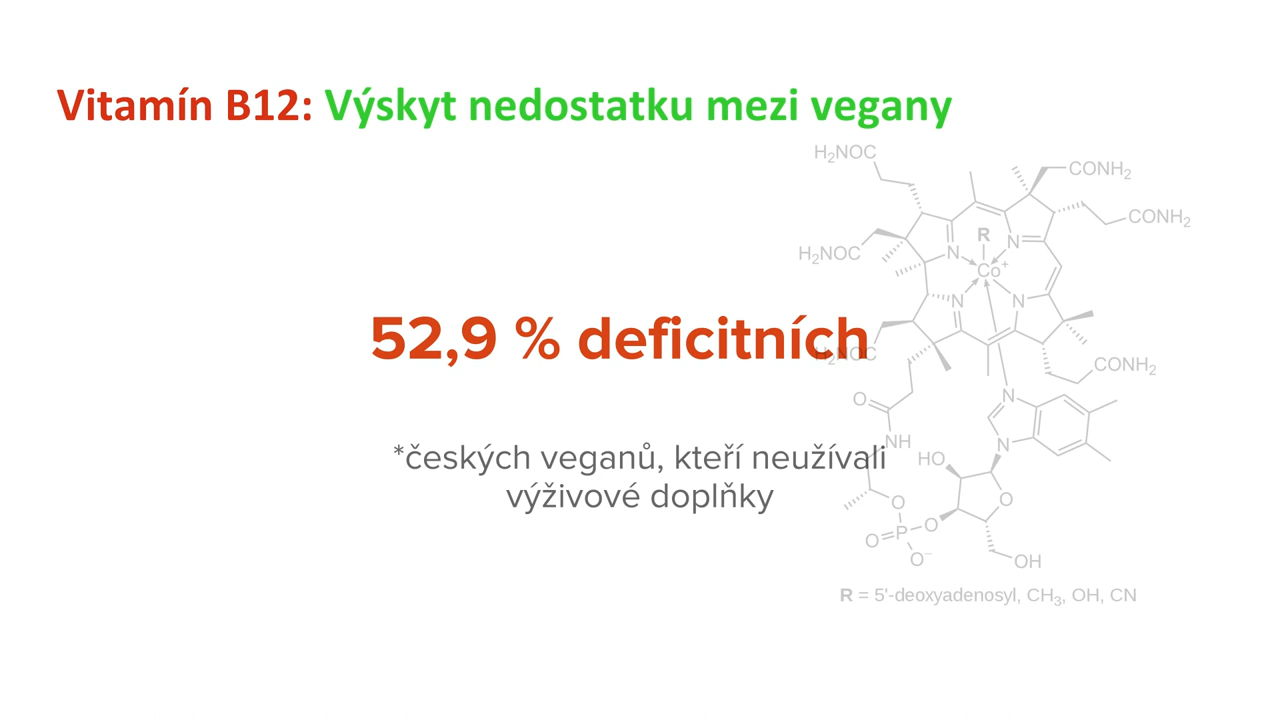 Vitamín B12: Výskyt nedostatku mezi vegany
H₂NOC
CONH₂
CONH₂
R
N
N
H₂NOC
Co⁺
N
N
52,9 % deficitních
H₂NOC
CONH₂
O
N
NH
N
*českých veganů, kteří neužívali
HO
výživové doplňky
O
O
O
P
O
O⁻
OH
R = 5'-deoxyadenosyl, CH₃, OH, CN